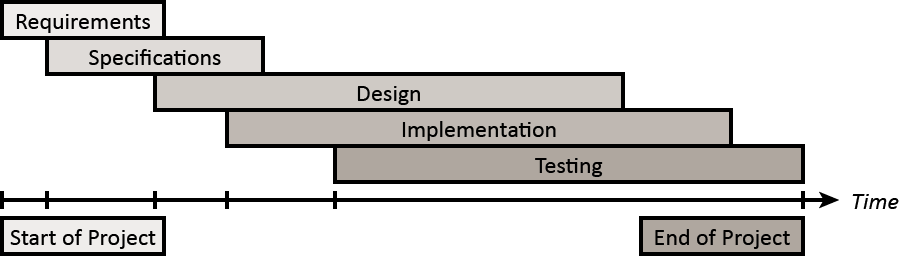 Requirements
Specifications
Design
Implementation
Testing
Time
Start of Project
End of Project